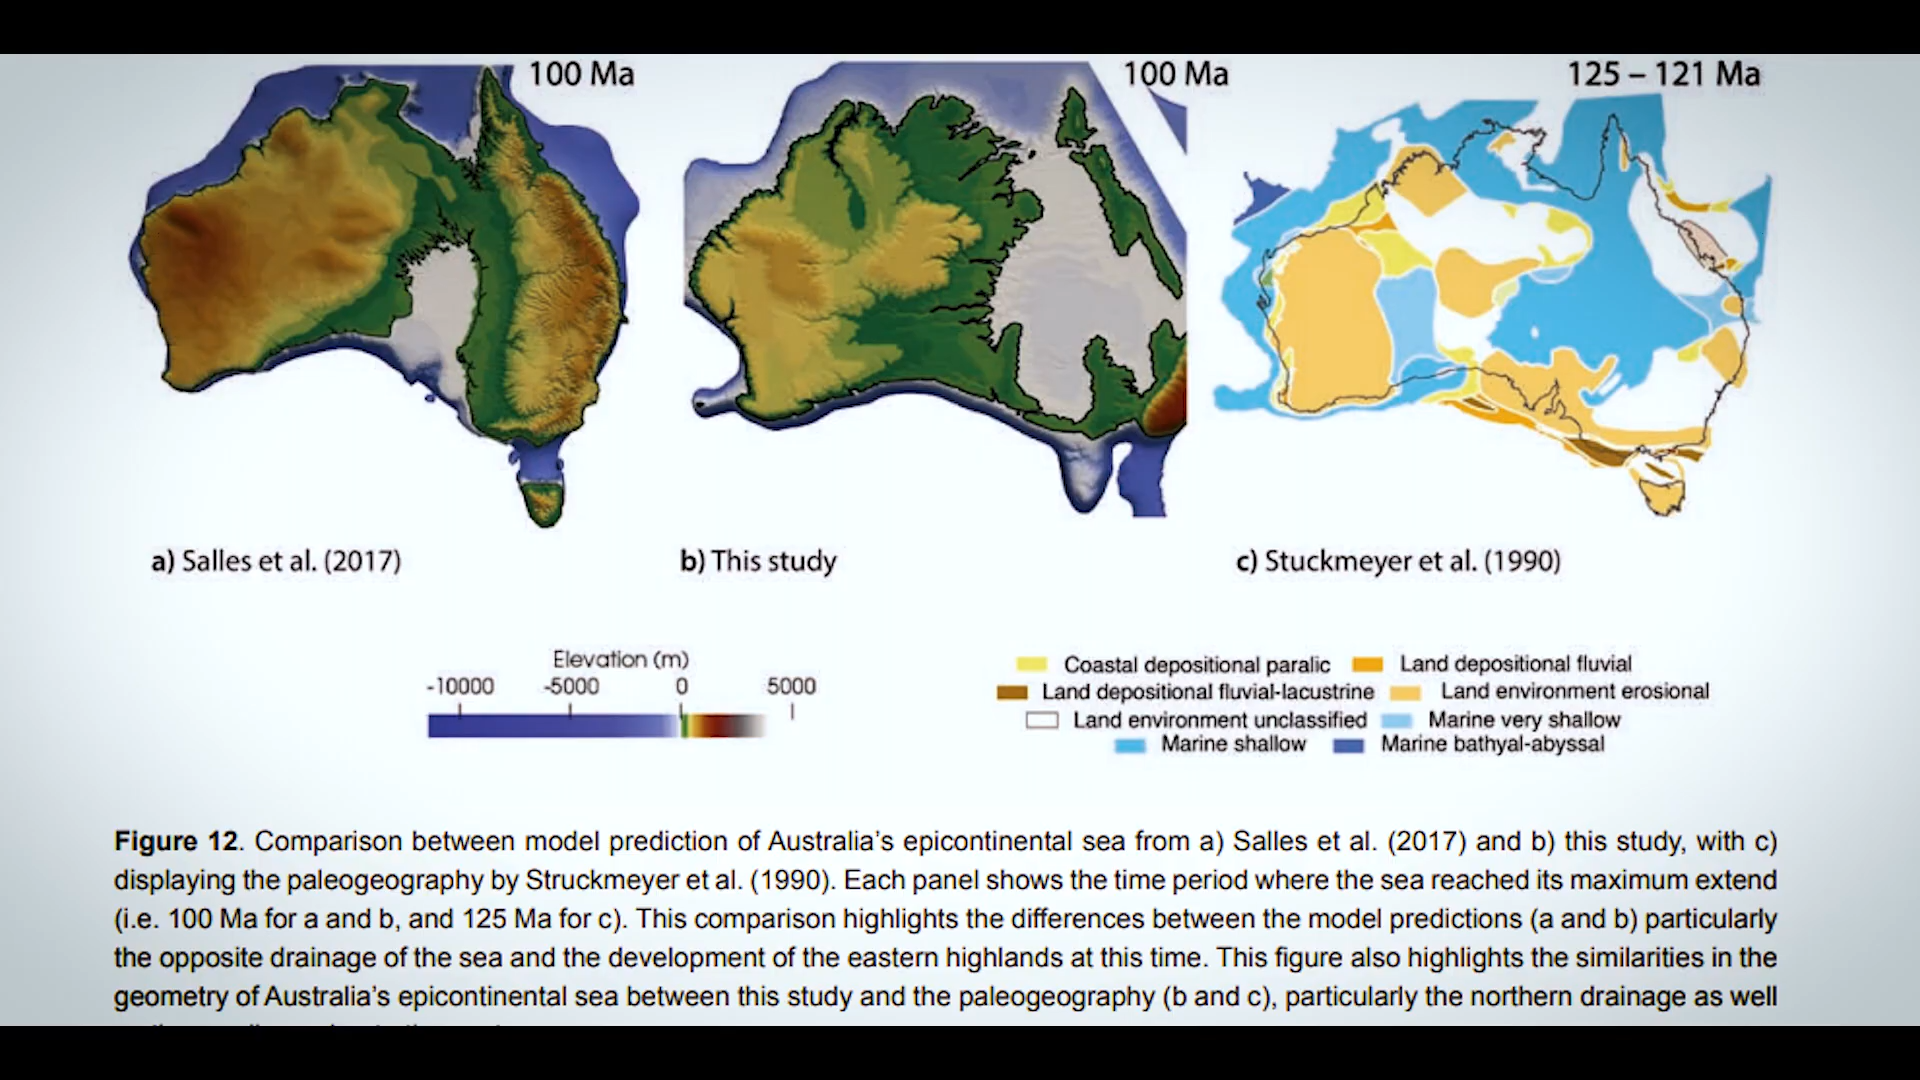 100 Ma
100 Ma
125 – 121 Ma
a) Salles et al. (2017)
b) This study
c) Stuckmeyer et al. (1990)
Elevation (m)
-10000 -5000 0 5000
Coastal depositional paralic
Land depositional fluvial
Land depositional fluvial-lacustrine
Land environment erosional
Land environment unclassified
Marine very shallow
Marine shallow
Marine bathyal-abyssal
Figure 12. Comparison between model prediction of Australia's epicontinental sea from a) Salles et al. (2017) and b) this study, with c)
displaying the paleogeography by Struckmeyer et al. (1990). Each panel shows the time period where the sea reached its maximum extend
(i.e. 100 Ma for a and b, and 125 Ma for c). This comparison highlights the differences between the model predictions (a and b) particularly
the opposite drainage of the sea and the development of the eastern highlands at this time. This figure also highlights the similarities in the
geometry of Australia's epicontinental sea between this study and the paleogeography (b and c), particularly the northern drainage as well